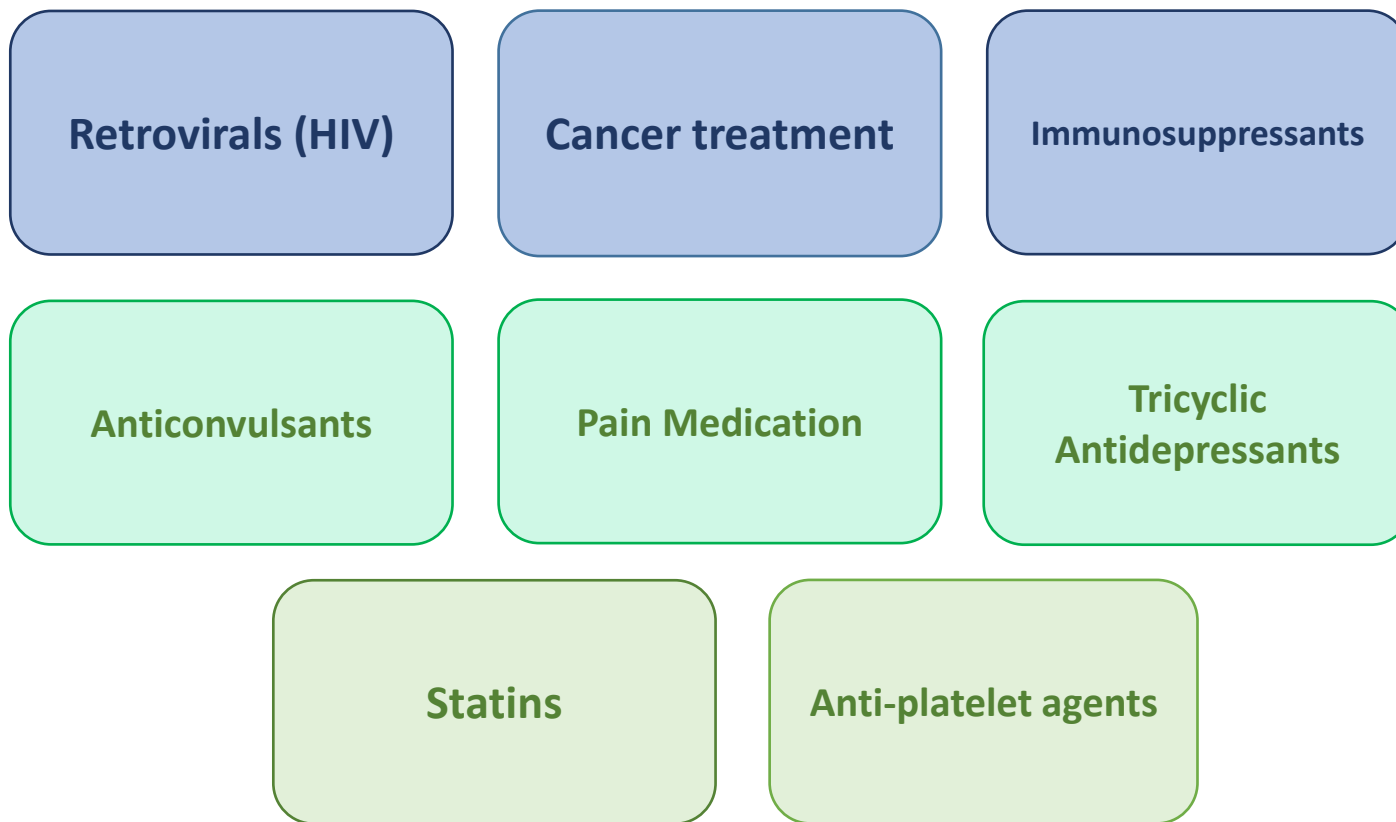 Retrovirals (HIV)
Cancer treatment
Immunosuppressants
Anticonvulsants
Pain Medication
Tricyclic
Antidepressants
Statins
Anti-platelet agents